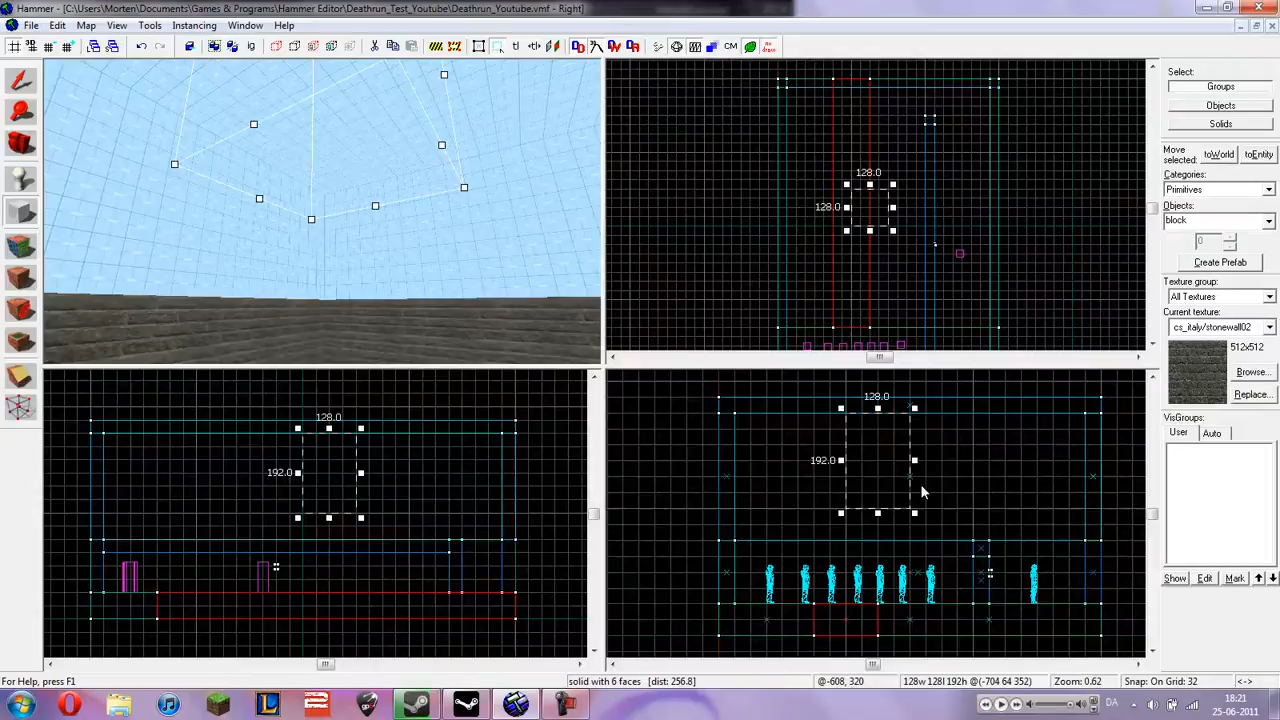 Hammer - [C:\Users\Morten\Documents\Games & Programs\Hammer Editor\Deathrun_Test_Youtube\Deathrun_Youtube.vmf - Right]
File Edit Map View Tools Instancing Window Help
CM
Select:
Groups
Objects
Solids
Move selected:
toWorld
toEntity
Categories:
Primitives
Objects:
block
0
Create Prefab
Texture group:
All Textures
Current texture:
cs_italy/stonewall02
512x512
Browse...
Replace...
VisGroups:
User
Auto
Show
Edit
Mark
128.0
128.0
128.0
192.0
128.0
192.0
For Help, press F1
solid with 6 faces [dist: 256.8]
@-608, 320
128w 128l 192h @(-704 64 352)
Zoom: 0.62
Snap: On Grid: 32
<->
DA
18:21
25-06-2011